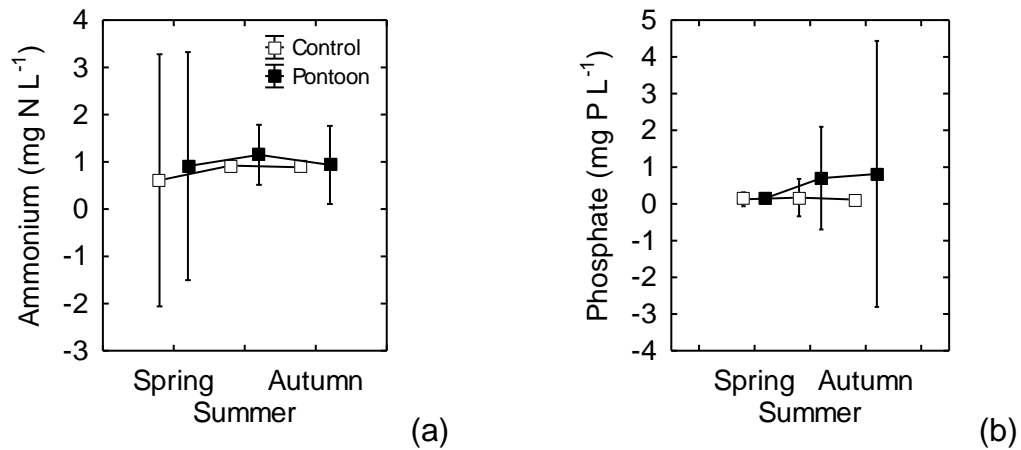 Ammonium (mg N L⁻¹)
4
3
2
1
0
-1
-2
-3
Control
Pontoon
Spring
Autumn
Summer
(a)
Phosphate (mg P L⁻¹)
5
4
3
2
1
0
-1
-2
-3
-4
Spring
Autumn
Summer
(b)